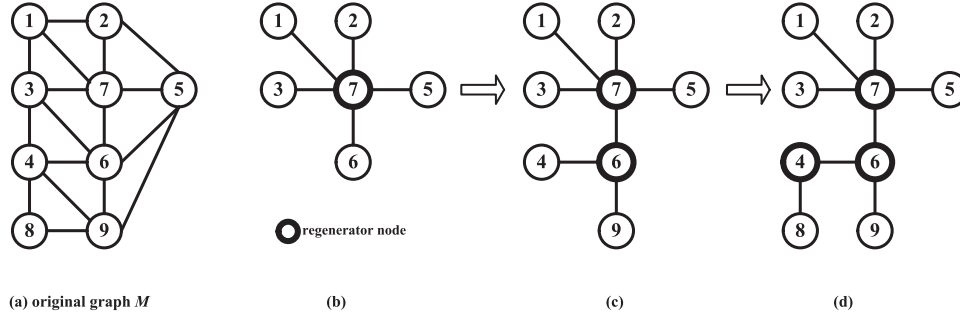 1 2 1 2 1 2 1 2
3 7 5 3 7 5 3 7 5 3 7 5
4 6 6 4 6 4 6
8 9 regenerator node 9 8 9
(a) original graph M (b) (c) (d)